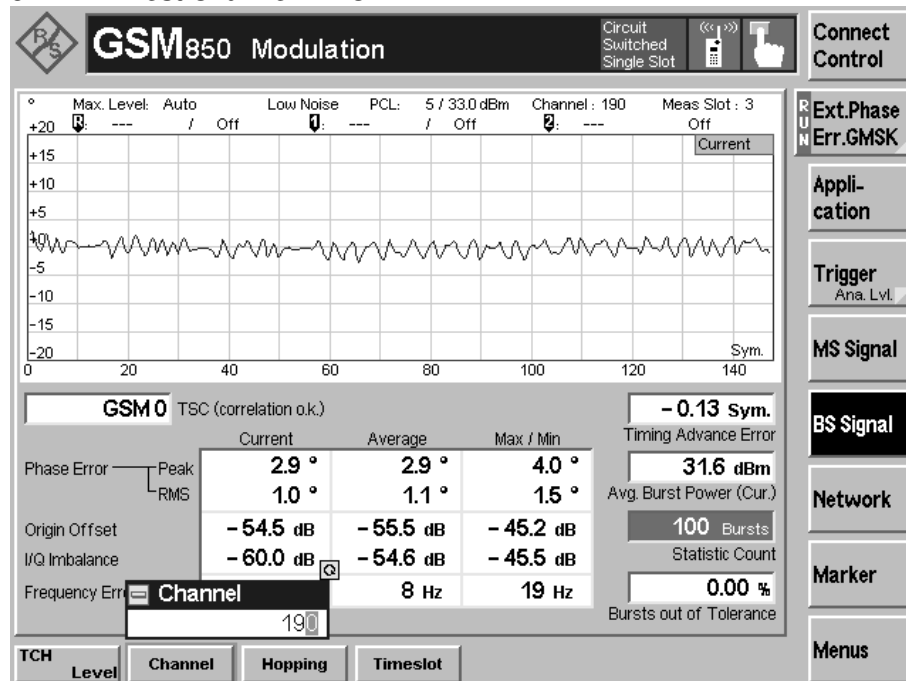 R&S
GSM850 Modulation
Circuit
Switched
Single Slot
Connect
Control
° Max. Level: Auto Low Noise PCL: 5 / 33.0 dBm Channel : 190 Meas Slot : 3
R: --- / Off 1: --- / Off 2: --- Off
RUN
Ext.Phase
Err.GMSK
Current
+20
+15
+10
+5
-5
-10
-15
-20
Sym.
0 20 40 60 80 100 120 140
Appli-
cation
Trigger
Ana. Lvl.
MS Signal
BS Signal
Network
Marker
Menus
GSM 0 TSC (correlation o.k.)
Current Average Max / Min
Phase Error Peak 2.9 ° 2.9 ° 4.0 °
RMS 1.0 ° 1.1 ° 1.5 °
Origin Offset – 54.5 dB – 55.5 dB – 45.2 dB
I/Q Imbalance – 60.0 dB – 54.6 dB – 45.5 dB
8 Hz 19 Hz
– 0.13 Sym.
Timing Advance Error
31.6 dBm
Avg. Burst Power (Cur.)
100 Bursts
Statistic Count
0.00 %
Bursts out of Tolerance
Frequency
Channel
190
TCH
Level
Channel
Hopping
Timeslot